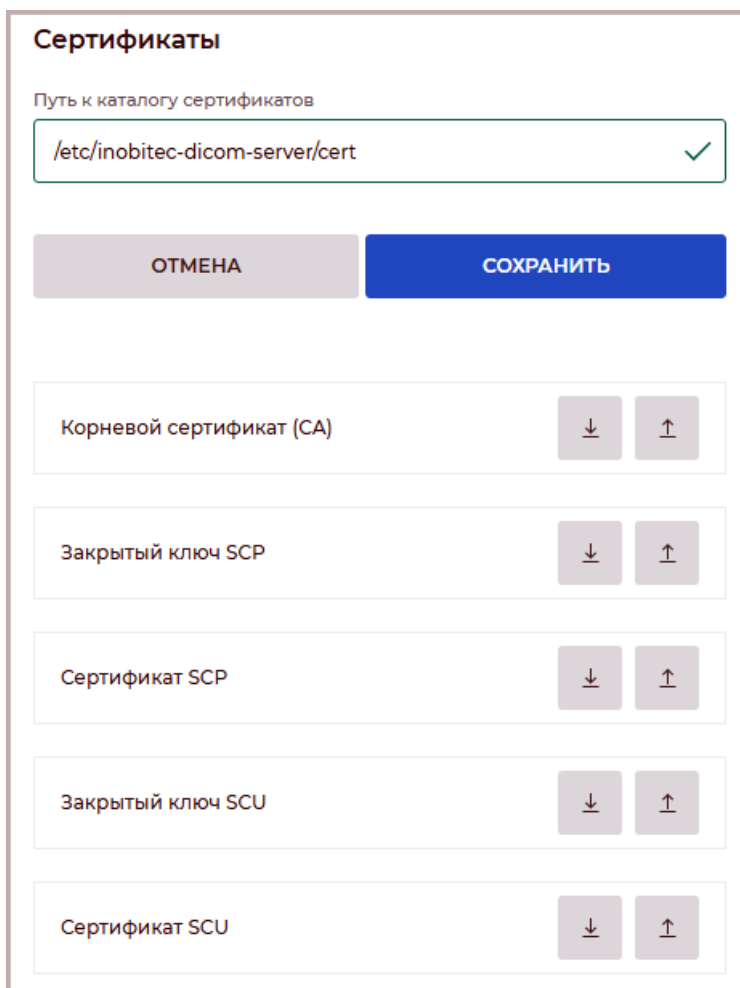 Сертификаты
Путь к каталогу сертификатов
/etc/inobitec-dicom-server/cert
ОТМЕНА СОХРАНИТЬ
Корневой сертификат (CA)
Закрытый ключ SCP
Сертификат SCP
Закрытый ключ SCU
Сертификат SCU